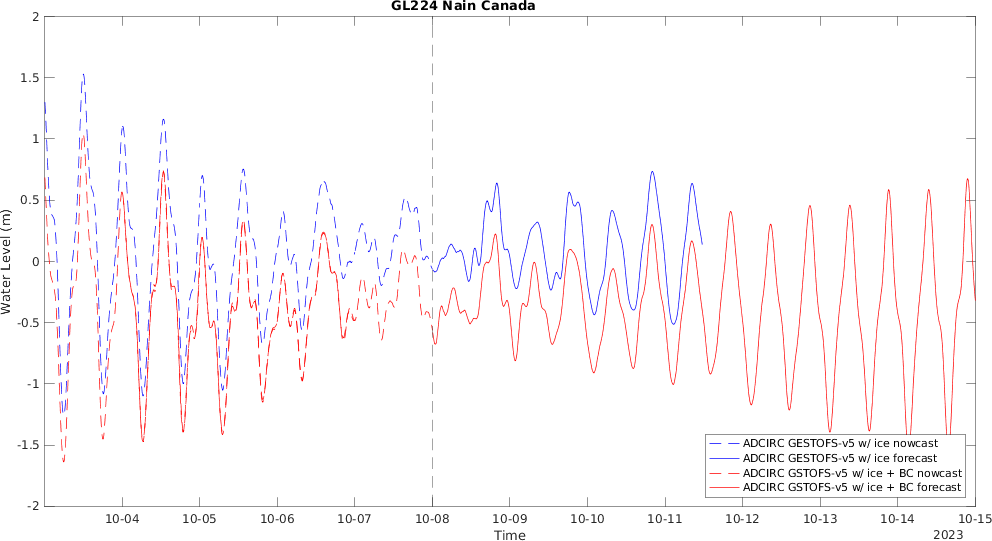 GL224 Nain Canada
2
1.5
1
0.5
0
-0.5
-1
-1.5
-2
Water Level (m)
ADCIRC GESTOFS-v5 w/ ice nowcast
ADCIRC GESTOFS-v5 w/ ice forecast
ADCIRC GSTOFS-v5 w/ ice + BC nowcast
ADCIRC GSTOFS-v5 w/ ice + BC forecast
10-04 10-05 10-06 10-07 10-08 10-09 10-10 10-11 10-12 10-13 10-14 10-15
Time
2023